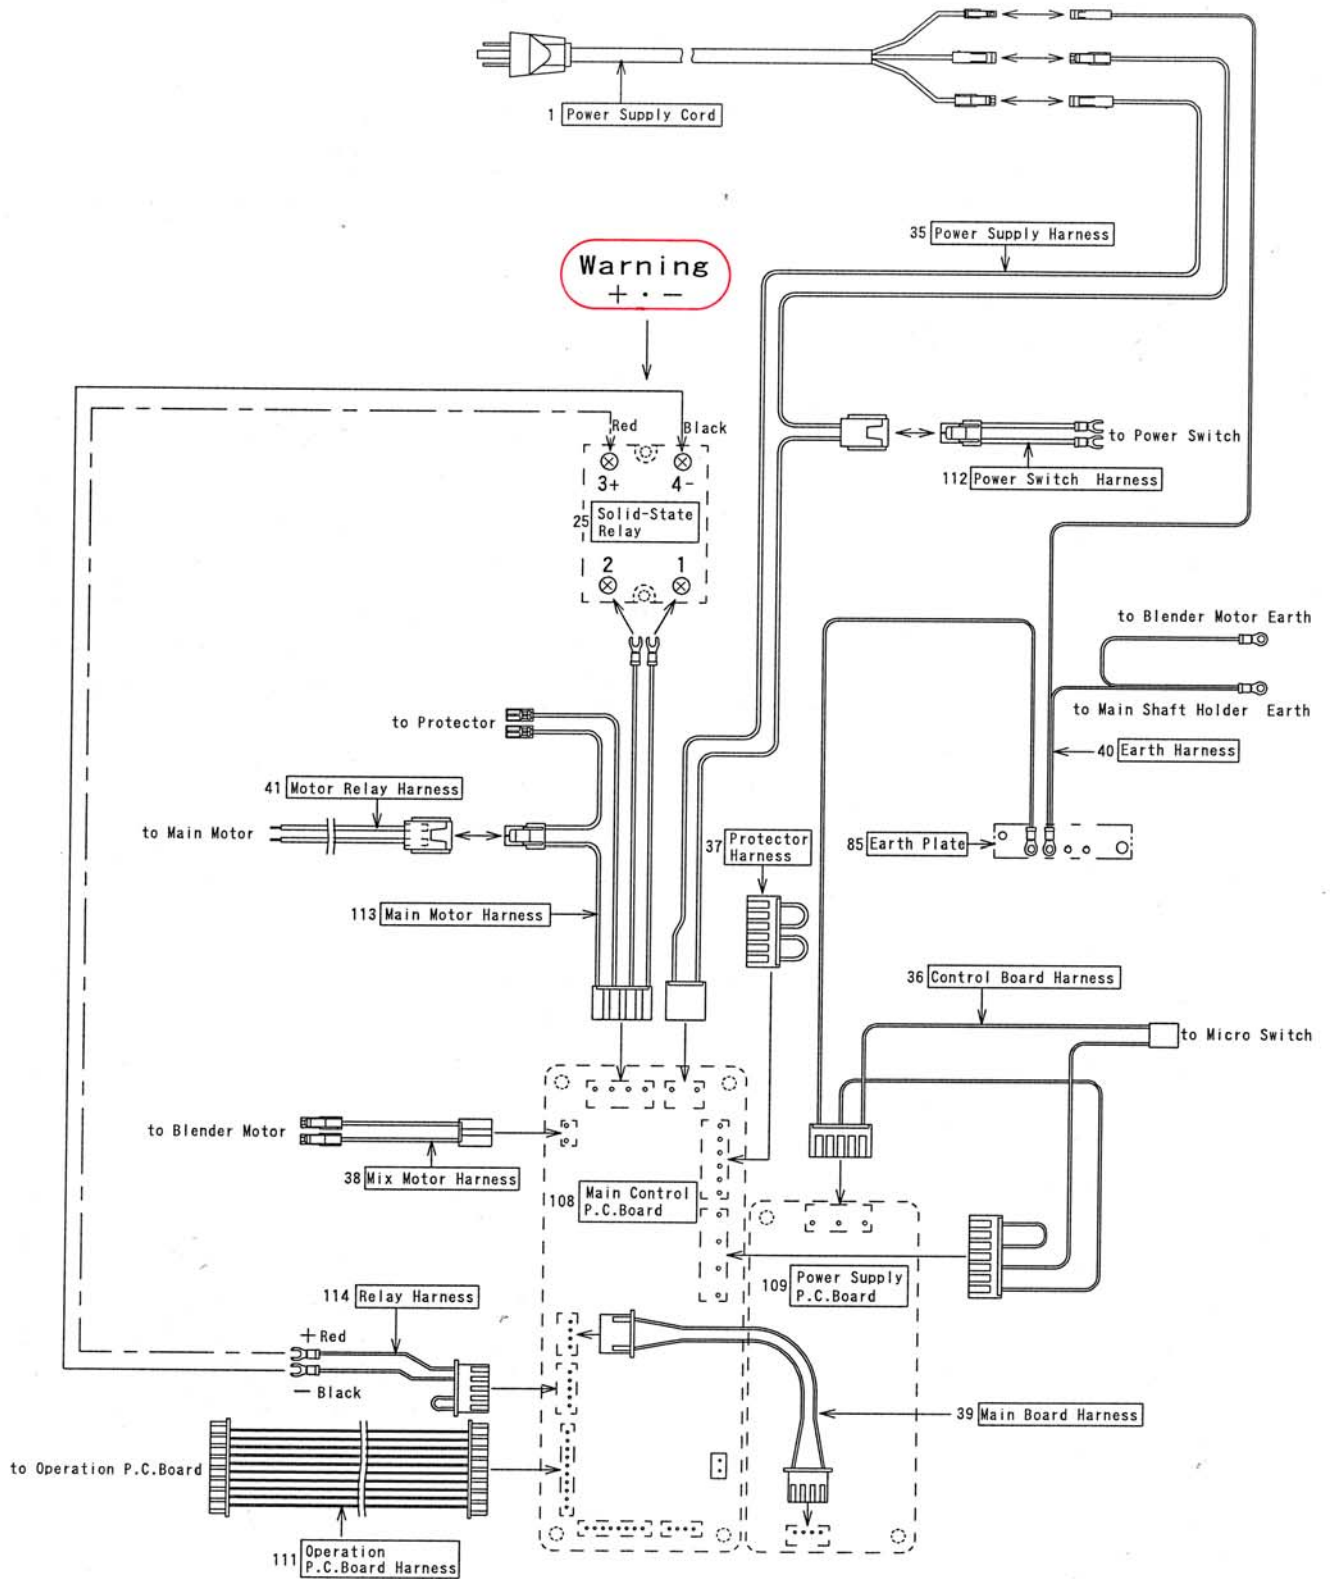 1 Power Supply Cord
35 Power Supply Harness
Warning
+ · −
Red
Black
3+
4-
25 Solid-State
Relay
2
1
to Power Switch
112 Power Switch Harness
to Blender Motor Earth
to Main Shaft Holder Earth
40 Earth Harness
to Protector
41 Motor Relay Harness
to Main Motor
37 Protector
Harness
85 Earth Plate
113 Main Motor Harness
36 Control Board Harness
to Micro Switch
to Blender Motor
38 Mix Motor Harness
108 Main Control
P.C.Board
109 Power Supply
P.C.Board
114 Relay Harness
+ Red
− Black
39 Main Board Harness
to Operation P.C.Board
111 Operation
P.C.Board Harness